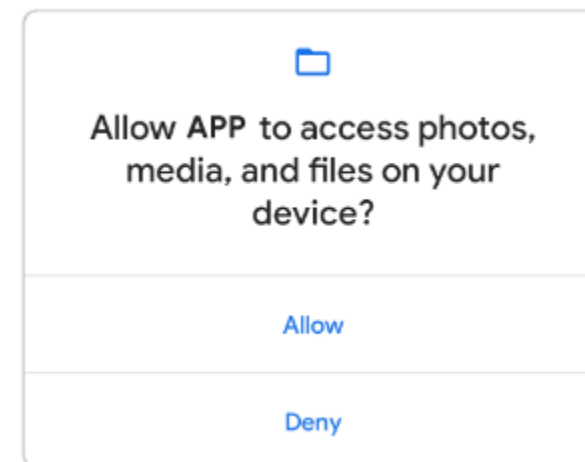 Allow APP to access photos,
media, and files on your
device?
Allow
Deny